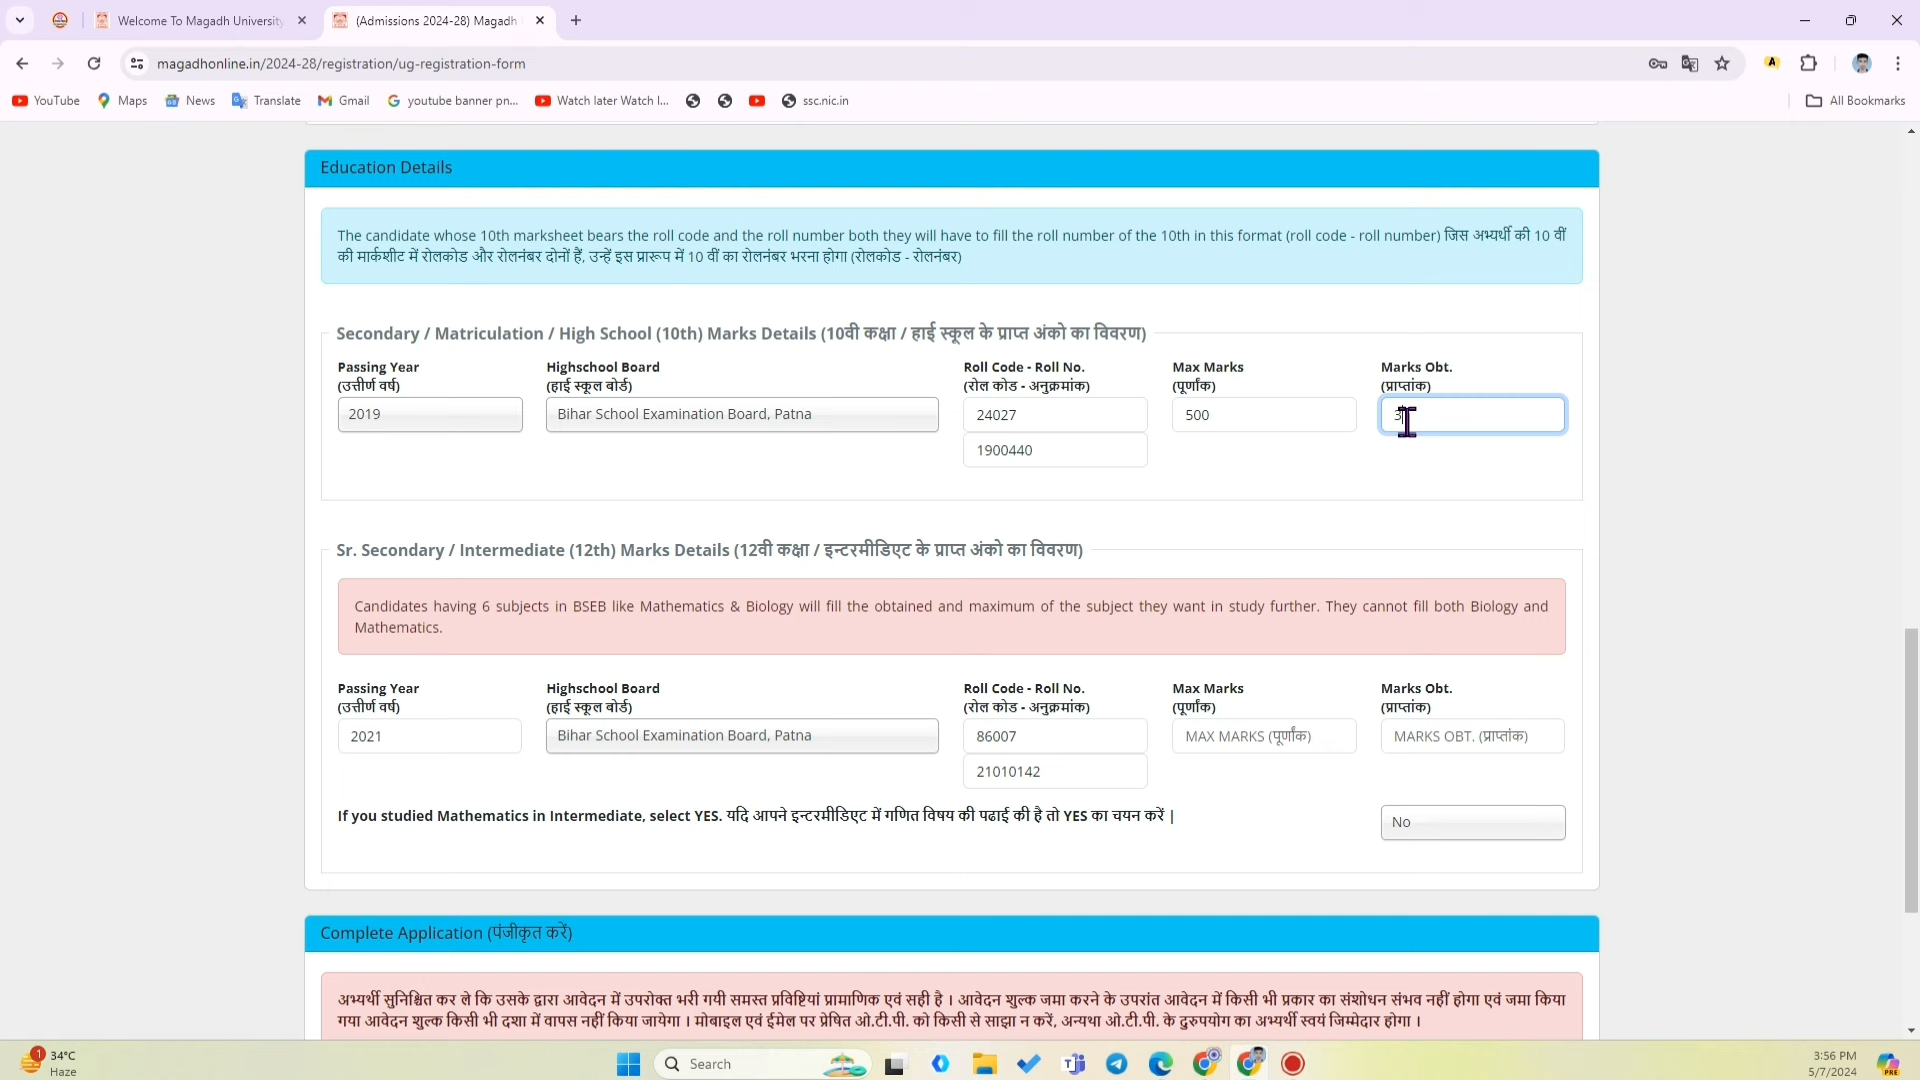 Welcome To Magadh University
(Admissions 2024-28) Magadh
magadhonline.in/2024-28/registration/ug-registration-form
YouTube
Maps
News
Translate
Gmail
youtube banner pn...
Watch later Watch l...
ssc.nic.in
All Bookmarks
Education Details
The candidate whose 10th marksheet bears the roll code and the roll number both they will have to fill the roll number of the 10th in this format (roll code - roll number) जिस अभ्यर्थी की 10 वीं
की मार्कशीट में रोलकोड और रोलनंबर दोनों हैं, उन्हें इस प्रारूप में 10 वीं का रोलनंबर भरना होगा (रोलकोड - रोलनंबर)
Secondary / Matriculation / High School (10th) Marks Details (10वी कक्षा / हाई स्कूल के प्राप्त अंको का विवरण)
Passing Year
(उत्तीर्ण वर्ष)
Highschool Board
(हाई स्कूल बोर्ड)
Roll Code - Roll No.
(रोल कोड - अनुक्रमांक)
Max Marks
(पूर्णांक)
Marks Obt.
(प्राप्तांक)
2019
Bihar School Examination Board, Patna
24027
500
3
1900440
Sr. Secondary / Intermediate (12th) Marks Details (12वी कक्षा / इन्टरमीडिएट के प्राप्त अंको का विवरण)
Candidates having 6 subjects in BSEB like Mathematics & Biology will fill the obtained and maximum of the subject they want in study further. They cannot fill both Biology and
Mathematics.
Passing Year
(उत्तीर्ण वर्ष)
Highschool Board
(हाई स्कूल बोर्ड)
Roll Code - Roll No.
(रोल कोड - अनुक्रमांक)
Max Marks
(पूर्णांक)
Marks Obt.
(प्राप्तांक)
2021
Bihar School Examination Board, Patna
86007
MAX MARKS (पूर्णांक)
MARKS OBT. (प्राप्तांक)
21010142
If you studied Mathematics in Intermediate, select YES. यदि आपने इन्टरमीडिएट में गणित विषय की पढाई की है तो YES का चयन करें |
No
Complete Application (पंजीकृत करें)
अभ्यर्थी सुनिश्चित कर ले कि उसके द्वारा आवेदन में उपरोक्त भरी गयी समस्त प्रविष्टियां प्रामाणिक एवं सही है । आवेदन शुल्क जमा करने के उपरांत आवेदन में किसी भी प्रकार का संशोधन संभव नहीं होगा एवं जमा किया
गया आवेदन शुल्क किसी भी दशा में वापस नहीं किया जायेगा । मोबाइल एवं ईमेल पर प्रेषित ओ.टी.पी. को किसी से साझा न करें, अन्यथा ओ.टी.पी. के दुरुपयोग का अभ्यर्थी स्वयं जिम्मेदार होगा ।
1
34°C
Haze
Search
3:56 PM
5/7/2024
PRE